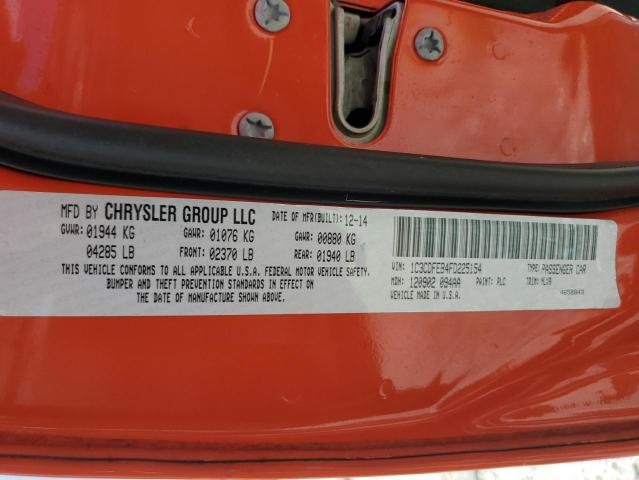 MFD BY CHRYSLER GROUP LLC DATE OF MFR(BUILT): 12-14
GVWR: 01944 KG GAWR: 01076 KG GAWR: 00880 KG
04285 LB FRONT: 02370 LB REAR: 01940 LB
THIS VEHICLE CONFORMS TO ALL APPLICABLE U.S.A. FEDERAL MOTOR VEHICLE SAFETY,
BUMPER AND THEFT PREVENTION STANDARDS IN EFFECT ON
THE DATE OF MANUFACTURE SHOWN ABOVE.
VIN: 1C3CDFEB4FD225154 TYPE: PASSENGER CAR
MDH: 120902 094AA PAINT: PLC TRIM: HLX9
VEHICLE MADE IN U.S.A. 4650843